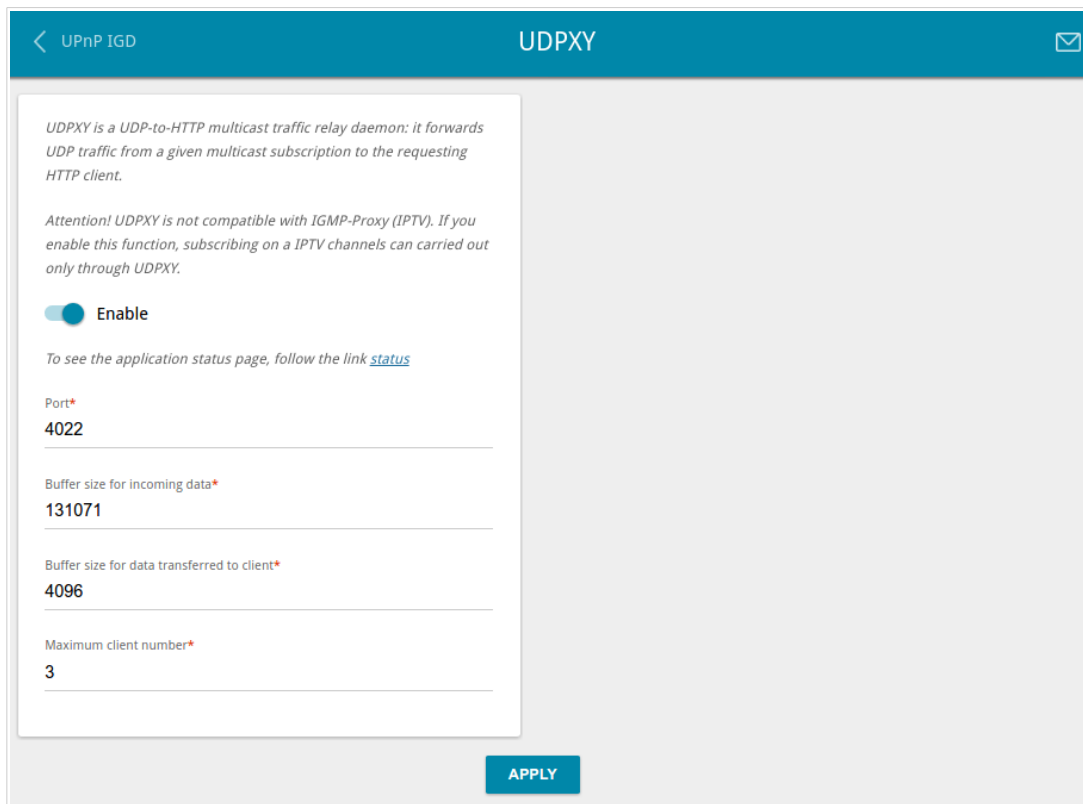 UPnP IGD
UDPXY
UDPXY is a UDP-to-HTTP multicast traffic relay daemon: it forwards
UDP traffic from a given multicast subscription to the requesting
HTTP client.
Attention! UDPXY is not compatible with IGMP-Proxy (IPTV). If you
enable this function, subscribing on a IPTV channels can carried out
only through UDPXY.
Enable
To see the application status page, follow the link status
Port*
4022
Buffer size for incoming data*
131071
Buffer size for data transferred to client*
4096
Maximum client number*
3
APPLY